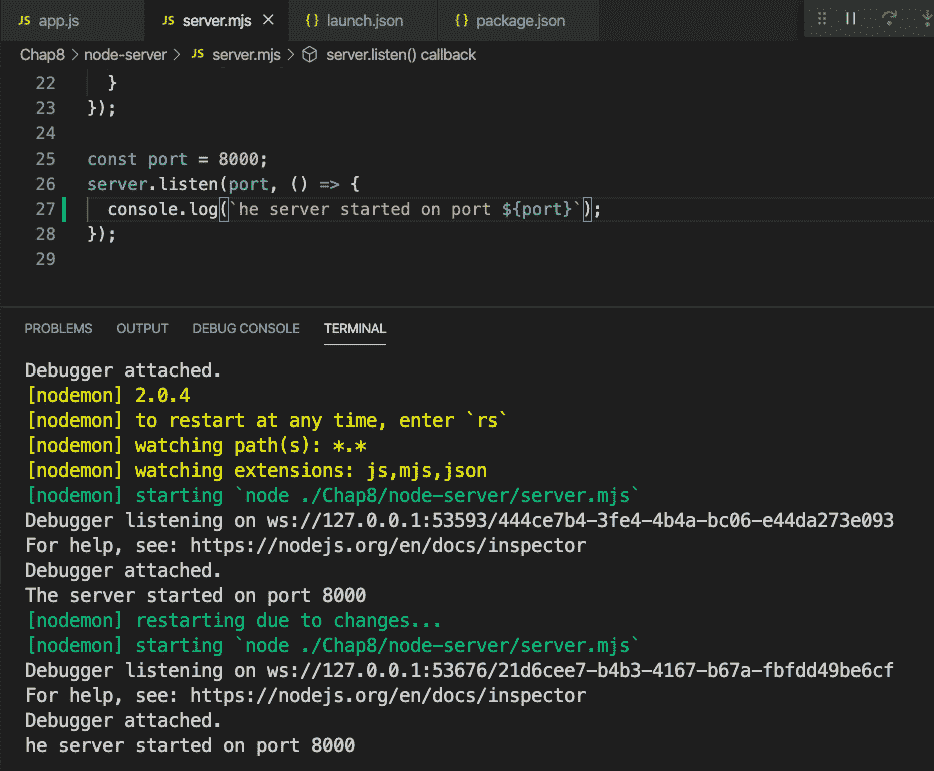 JS app.js JS server.mjs × {} launch.json {} package.json
Chap8 > node-server > JS server.mjs > server.listen() callback
22 }
23 });
24
25 const port = 8000;
26 server.listen(port, () => {
27 console.log(`he server started on port ${port}`);
28 });
29
PROBLEMS OUTPUT DEBUG CONSOLE TERMINAL
Debugger attached.
[nodemon] 2.0.4
[nodemon] to restart at any time, enter `rs`
[nodemon] watching path(s): *.*
[nodemon] watching extensions: js,mjs,json
[nodemon] starting `node ./Chap8/node-server/server.mjs`
Debugger listening on ws://127.0.0.1:53593/444ce7b4-3fe4-4b4a-bc06-e44da273e093
For help, see: https://nodejs.org/en/docs/inspector
Debugger attached.
The server started on port 8000
[nodemon] restarting due to changes...
[nodemon] starting `node ./Chap8/node-server/server.mjs`
Debugger listening on ws://127.0.0.1:53676/21d6cee7-b4b3-4167-b67a-fbfdd49be6cf
For help, see: https://nodejs.org/en/docs/inspector
Debugger attached.
he server started on port 8000